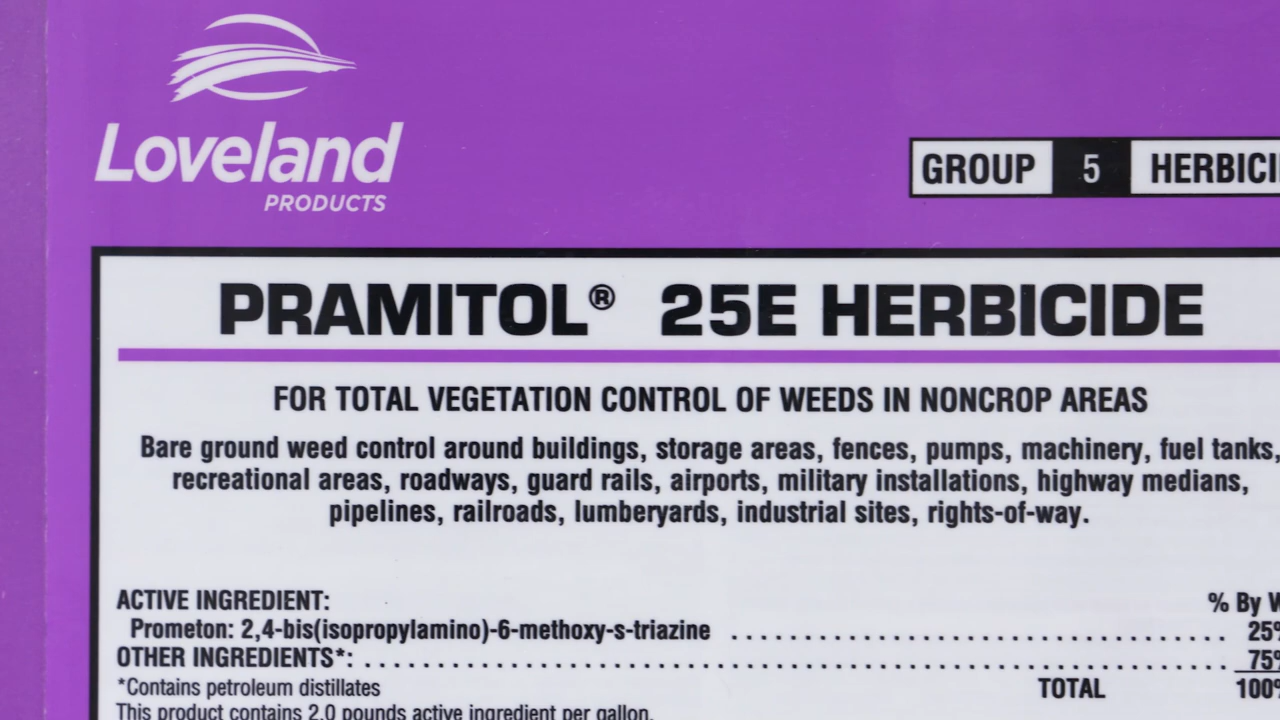 Loveland
PRODUCTS
GROUP 5 HERBICI
PRAMITOL® 25E HERBICIDE
FOR TOTAL VEGETATION CONTROL OF WEEDS IN NONCROP AREAS
Bare ground weed control around buildings, storage areas, fences, pumps, machinery, fuel tanks,
recreational areas, roadways, guard rails, airports, military installations, highway medians,
pipelines, railroads, lumberyards, industrial sites, rights-of-way.
ACTIVE INGREDIENT: % By W
Prometon: 2,4-bis(isopropylamino)-6-methoxy-s-triazine .................................. 25%
OTHER INGREDIENTS*: ............................................................ 75%
*Contains petroleum distillates TOTAL 100%
This product contains 2.0 pounds active ingredient per gallon.